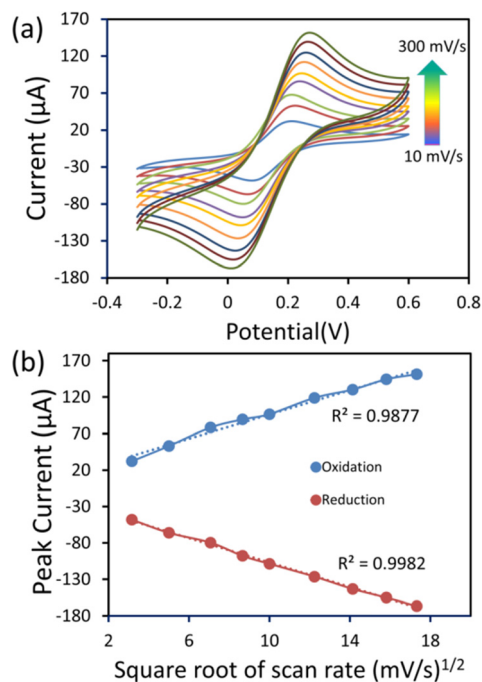 (a)
170
120
70
20
-30
-80
-130
-180
Current (µA)
300 mV/s
10 mV/s
-0.4 -0.2 0 0.2 0.4 0.6 0.8
Potential(V)
(b)
170
120
70
20
-30
-80
-130
-180
Peak Current (µA)
R² = 0.9877
Oxidation
Reduction
R² = 0.9982
2 6 10 14 18
Square root of scan rate (mV/s)1/2